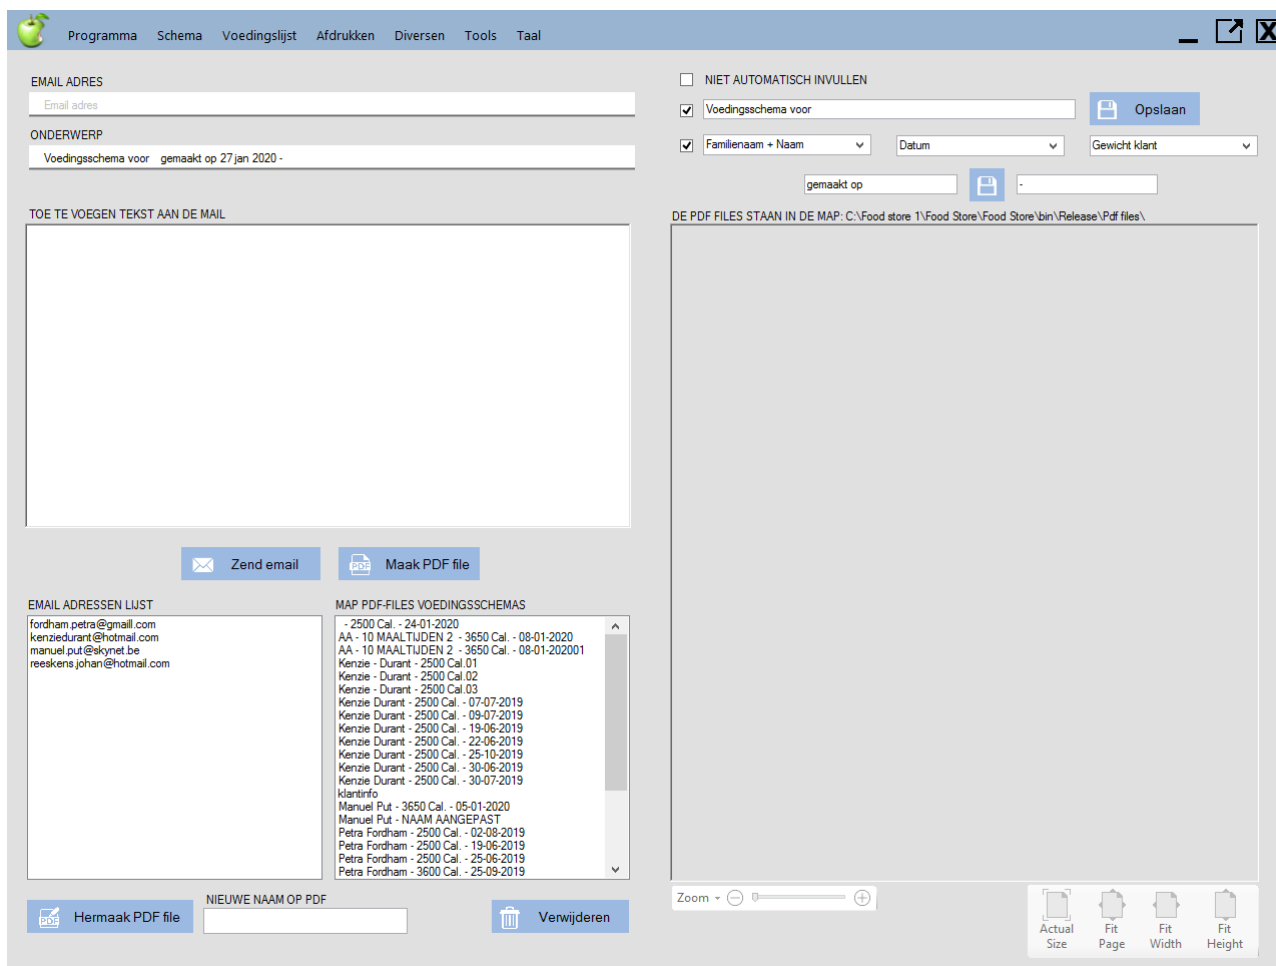 Programma Schema Voedingslijst Afdrukken Diversen Tools Taal
EMAIL ADRES
Email adres
ONDERWERP
Voedingsschema voor gemaakt op 27 jan 2020 -
TOE TE VOEGEN TEKST AAN DE MAIL
Zend email
Maak PDF file
EMAIL ADRESSEN LIJST
fordham.petra@gmaill.com
kenziedurant@hotmail.com
manuel.put@skynet.be
reeskens.johan@hotmail.com
MAP PDF-FILES VOEDINGSSCHEMAS
- 2500 Cal. - 24-01-2020
AA - 10 MAALTIJDEN 2 - 3650 Cal. - 08-01-2020
AA - 10 MAALTIJDEN 2 - 3650 Cal. - 08-01-202001
Kenzie - Durant - 2500 Cal.01
Kenzie - Durant - 2500 Cal.02
Kenzie - Durant - 2500 Cal.03
Kenzie Durant - 2500 Cal. - 07-07-2019
Kenzie Durant - 2500 Cal. - 09-07-2019
Kenzie Durant - 2500 Cal. - 19-06-2019
Kenzie Durant - 2500 Cal. - 22-06-2019
Kenzie Durant - 2500 Cal. - 25-10-2019
Kenzie Durant - 2500 Cal. - 30-06-2019
Kenzie Durant - 2500 Cal. - 30-07-2019
klantinfo
Manuel Put - 3650 Cal. - 05-01-2020
Manuel Put - NAAM AANGEPAST
Petra Fordham - 2500 Cal. - 02-08-2019
Petra Fordham - 2500 Cal. - 19-06-2019
Petra Fordham - 2500 Cal. - 25-06-2019
Petra Fordham - 3600 Cal. - 25-09-2019
PDF Hermaak PDF file
NIEUWE NAAM OP PDF
Verwijderen
NIET AUTOMATISCH INVULLEN
Voedingsschema voor
Opslaan
Familienaam + Naam
Datum
Gewicht klant
gemaakt op
-
DE PDF FILES STAAN IN DE MAP: C:\Food store 1\Food Store\Food Store\bin\Release\Pdf files\
Zoom
Actual Size
Fit Page
Fit Width
Fit Height